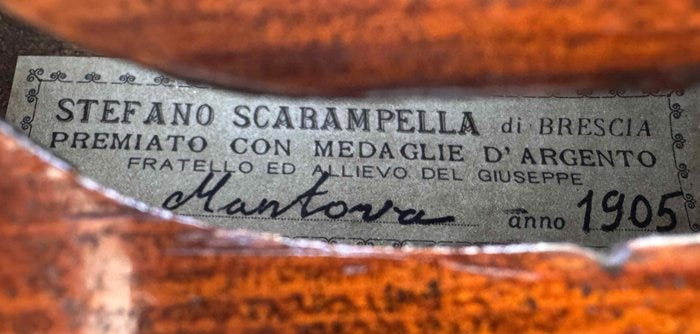 STEFANO SCARAMPELLA di BRESCIA
PREMIATO CON MEDAGLIE D'ARGENTO
FRATELLO ED ALLIEVO DEL GIUSEPPE
Mantova anno 1905